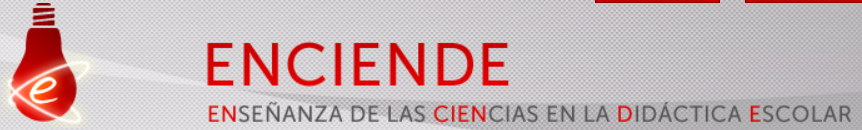 e
ENCIENDE
ENSEÑANZA DE LAS CIENCIAS EN LA DIDÁCTICA ESCOLAR